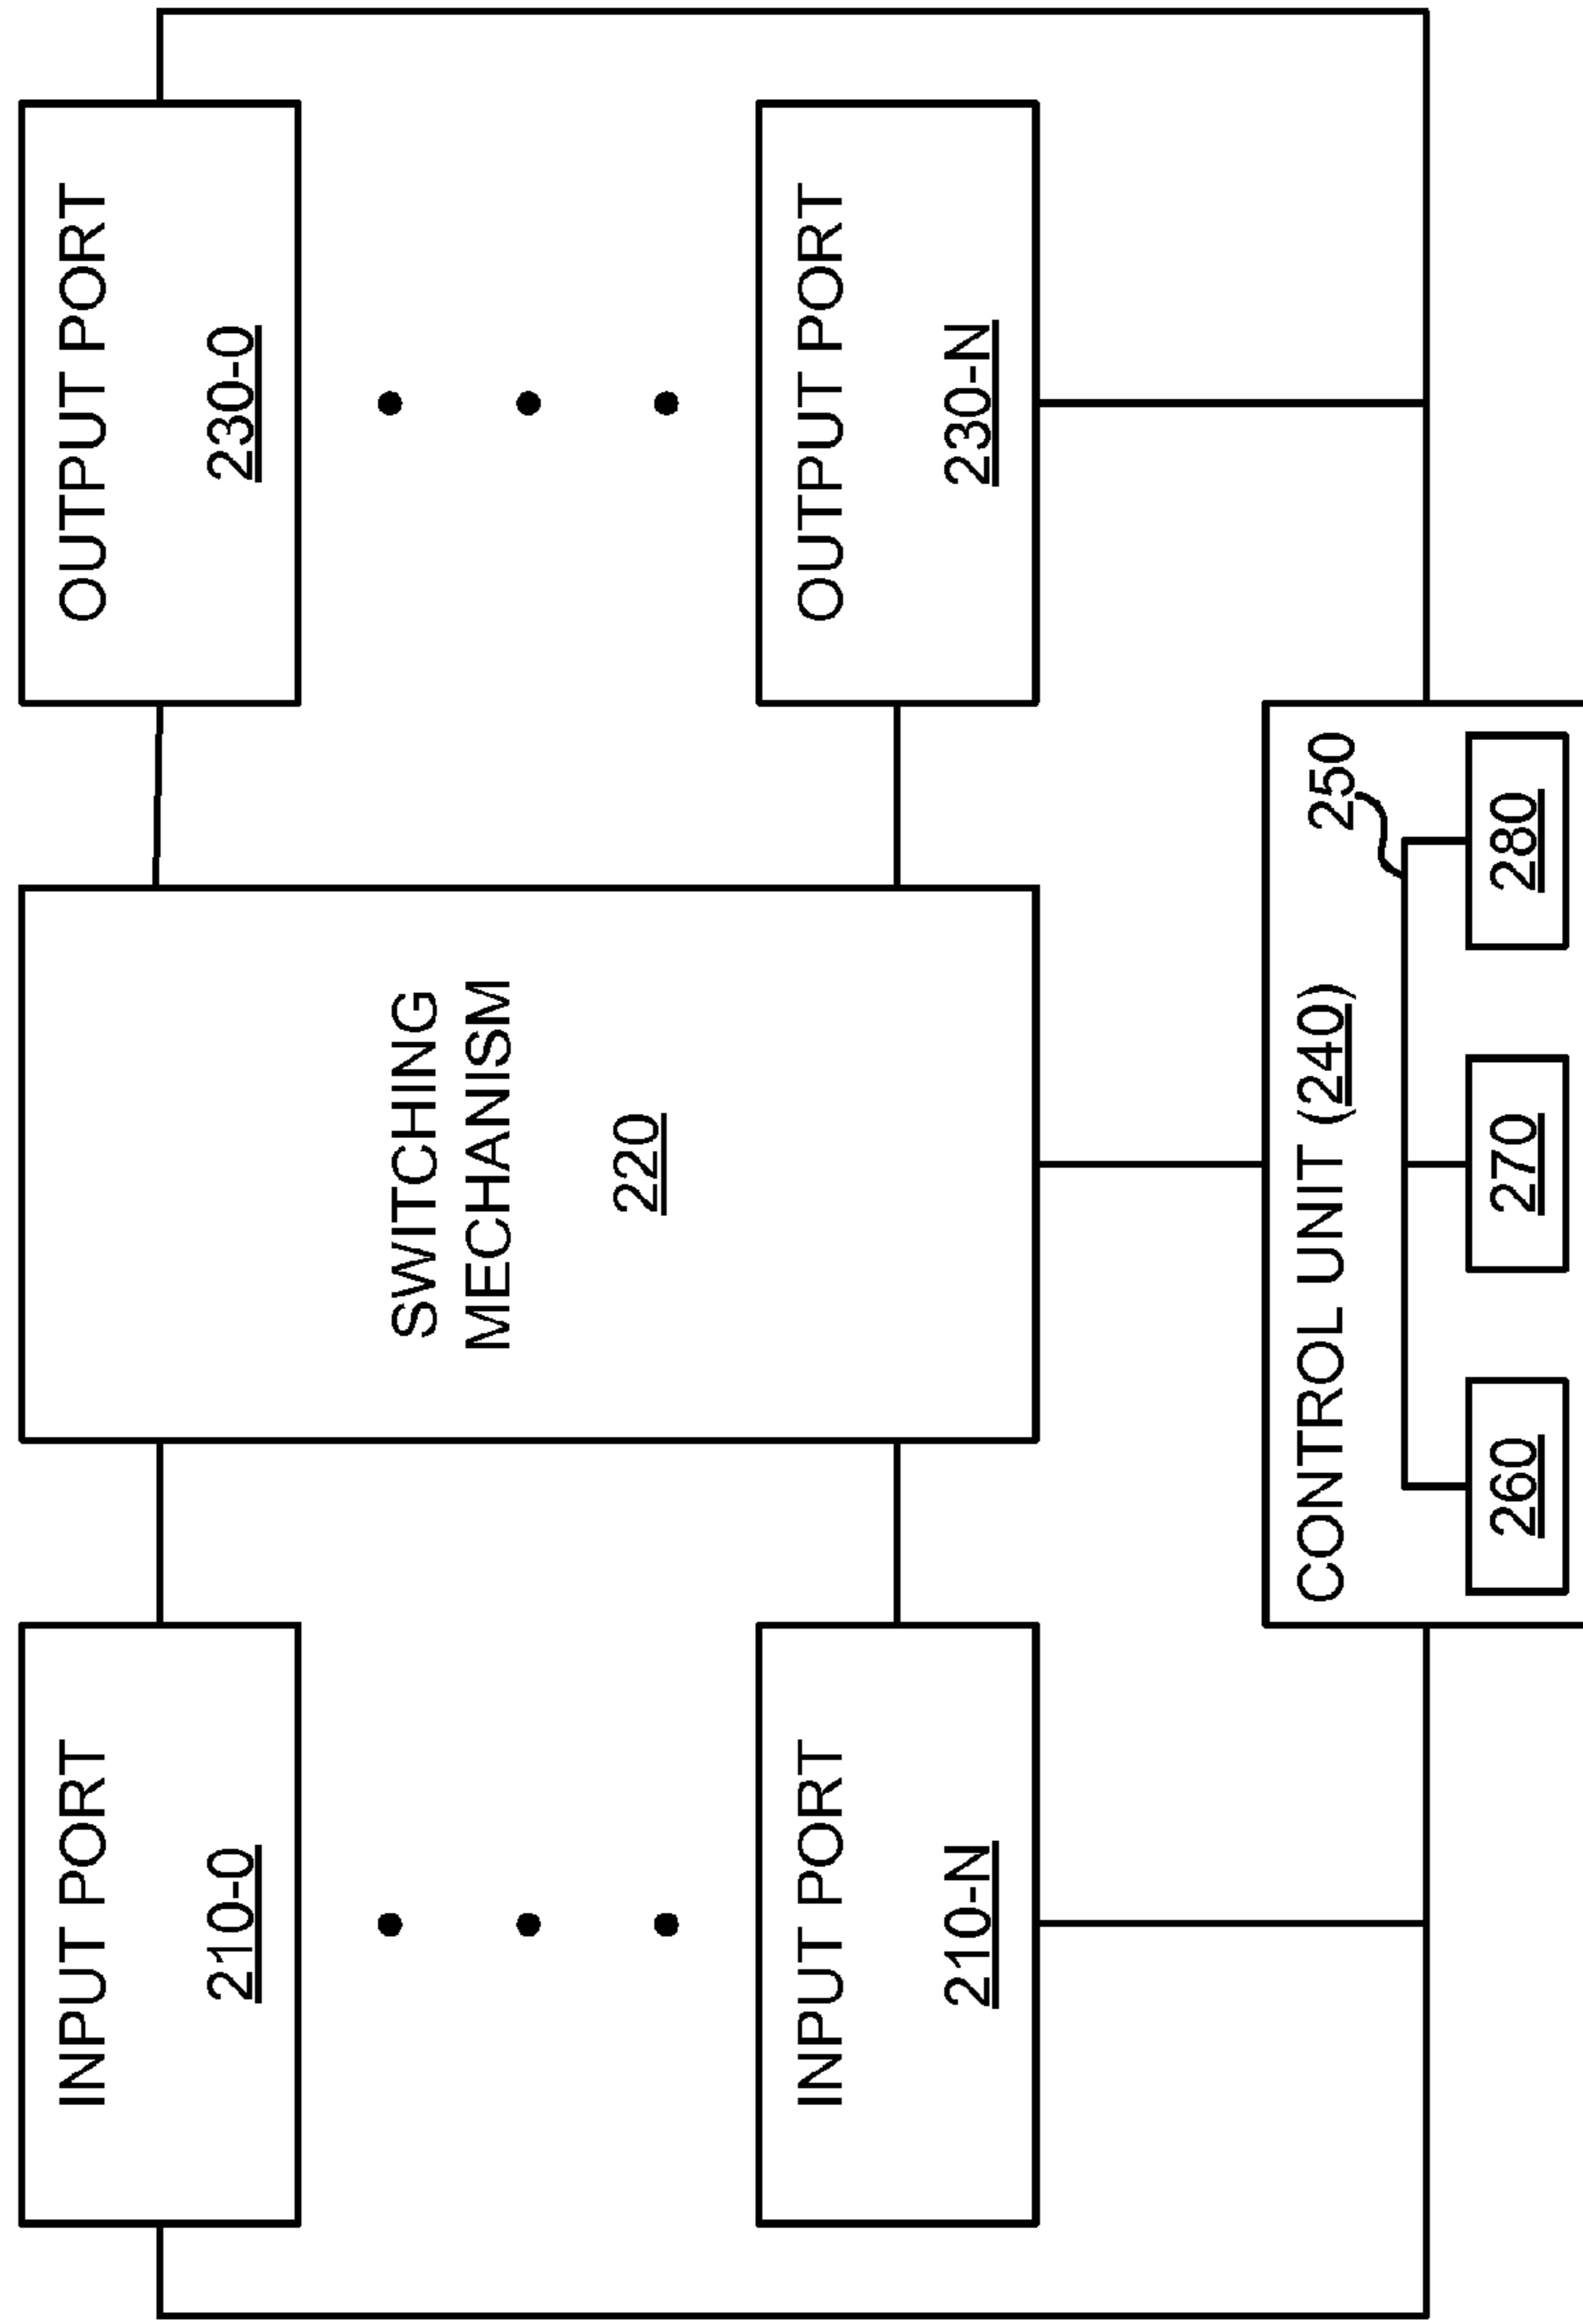 INPUT PORT
210-0
INPUT PORT
210-N
SWITCHING
MECHANISM
220
OUTPUT PORT
230-0
OUTPUT PORT
230-N
CONTROL UNIT (240)
250
260
270
280